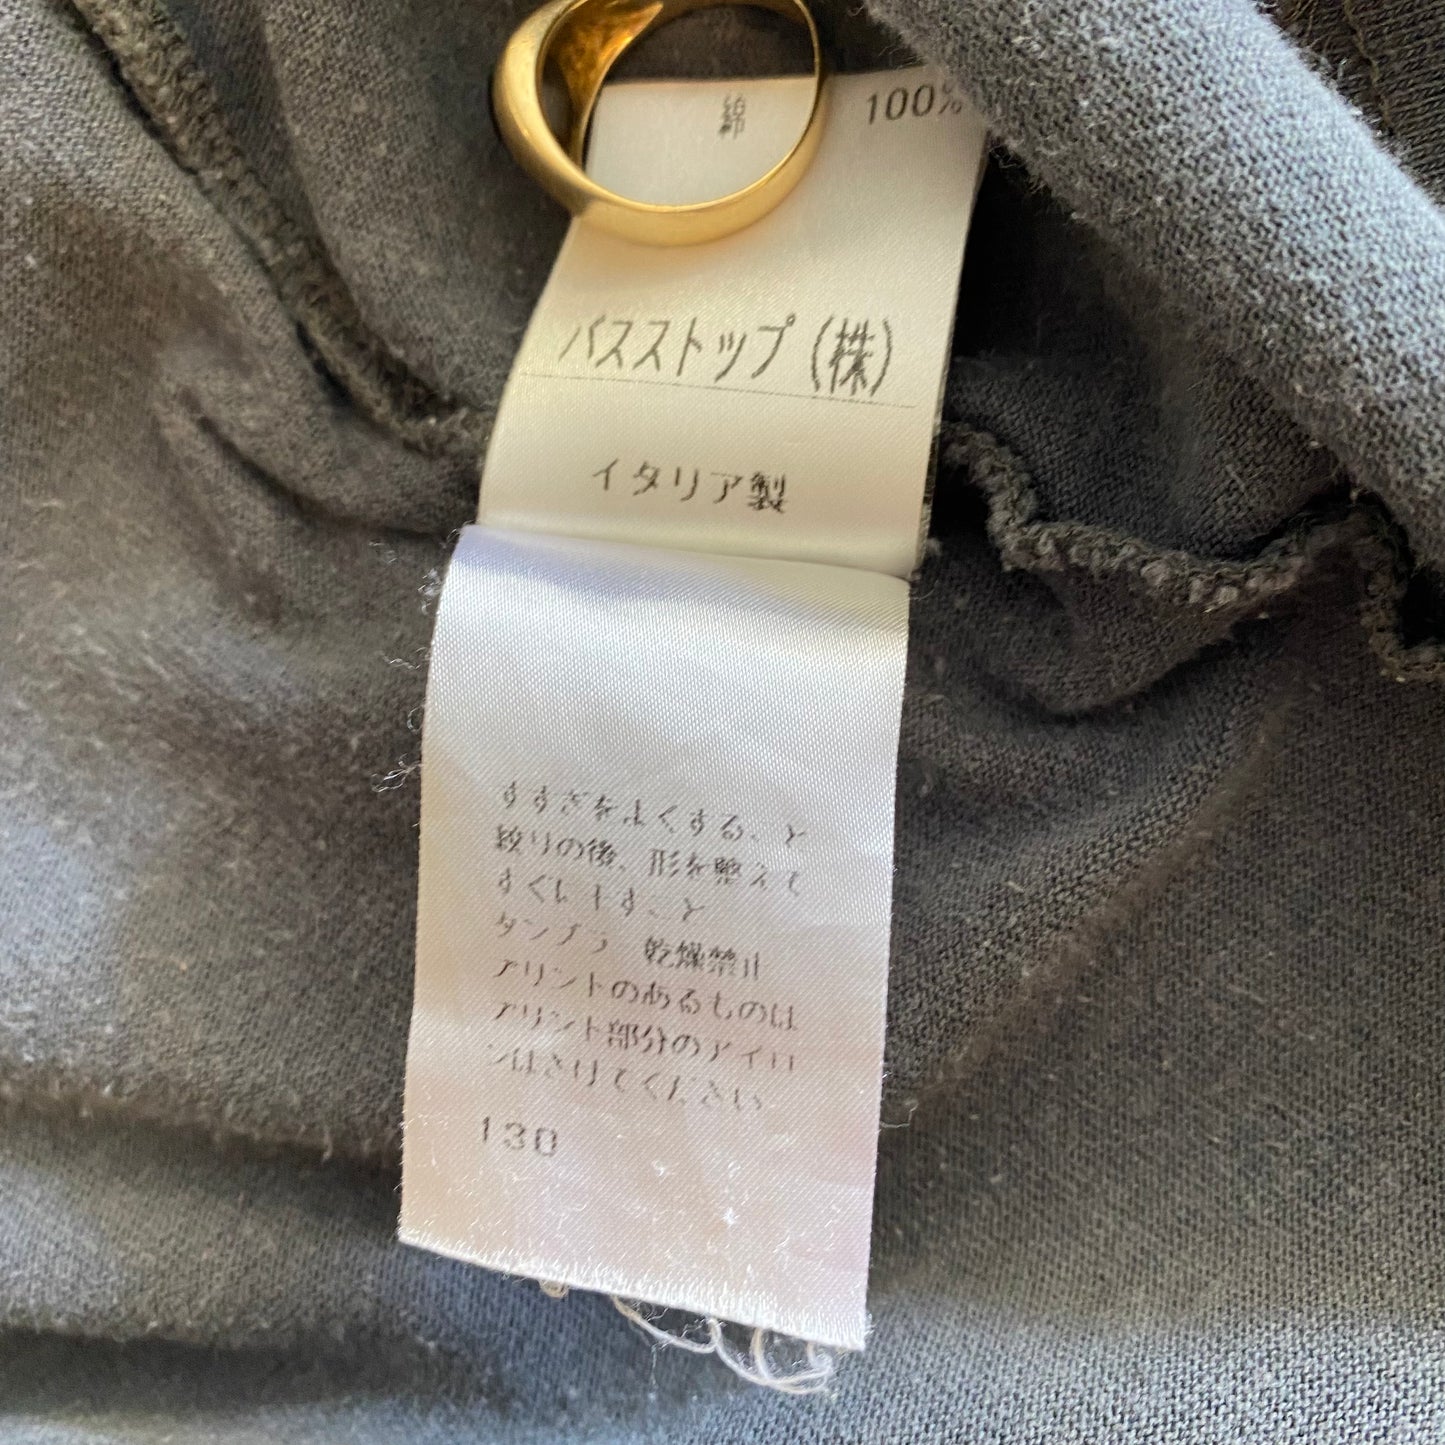 綿 100%
バスストップ (株)
イタリア製
すすぎをよくすること
絞りの後、形を整えて
すぐに干すこと
タンブラー乾燥禁止
プリントのあるものは
プリント部分のアイロ
ンはさけてください
130